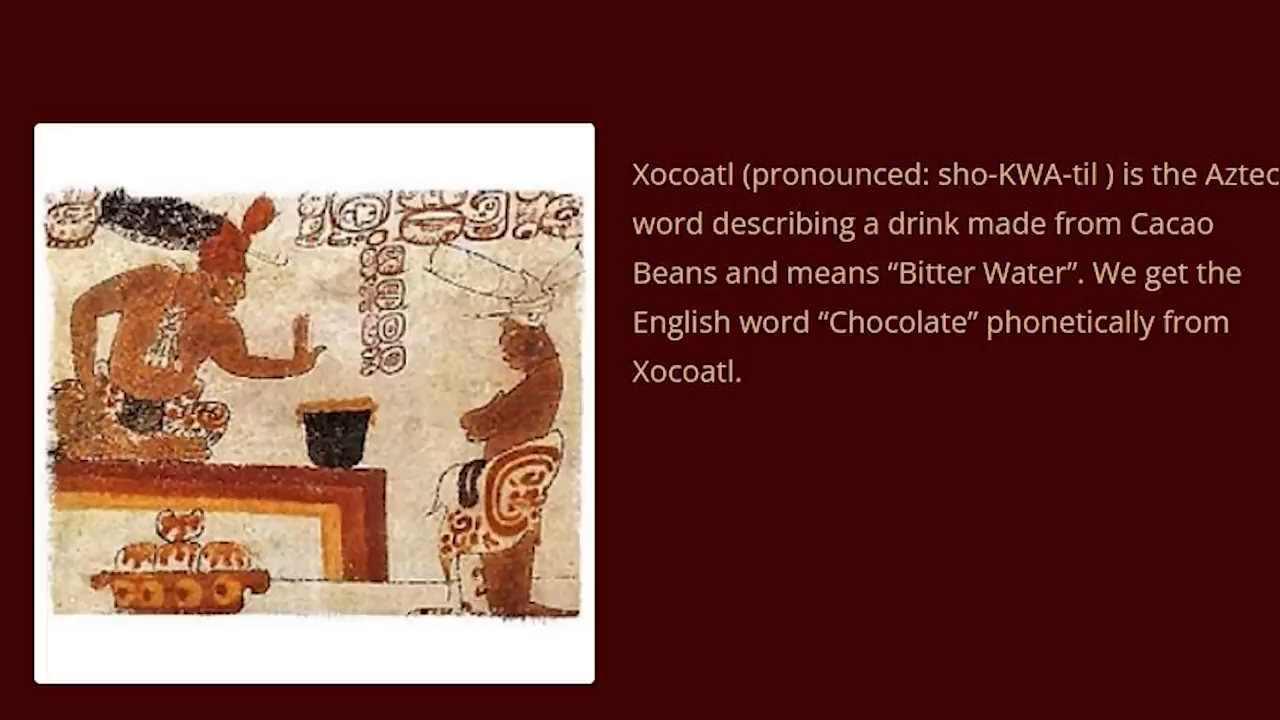 Xocoatl (pronounced: sho-KWA-til ) is the Aztec
word describing a drink made from Cacao
Beans and means “Bitter Water”. We get the
English word “Chocolate” phonetically from
Xocoatl.